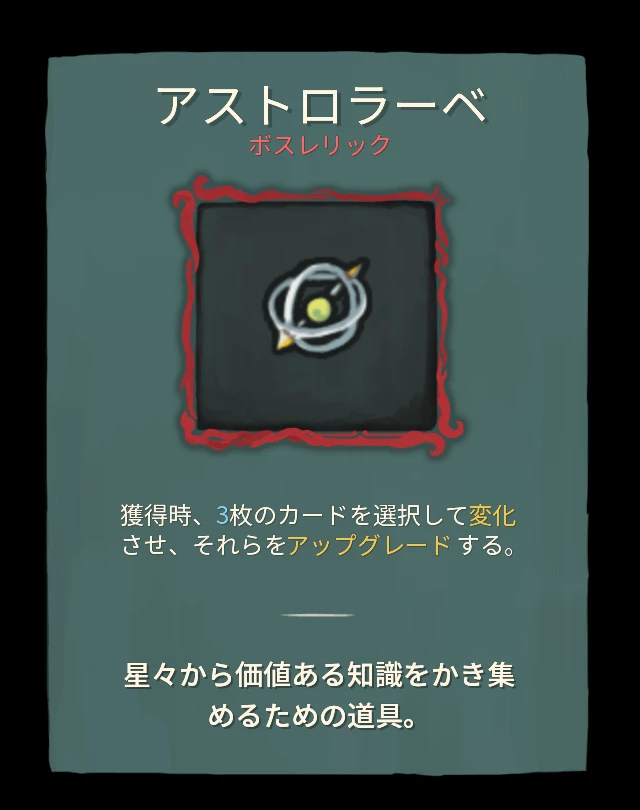 アストロラーベ
ボスレリック
獲得時、3枚のカードを選択して変化
させ、それらをアップグレード する。
星々から価値ある知識をかき集
めるための道具。